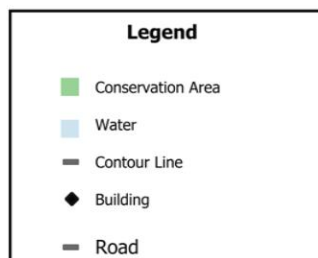 Legend
Conservation Area
Water
Contour Line
Building
Road